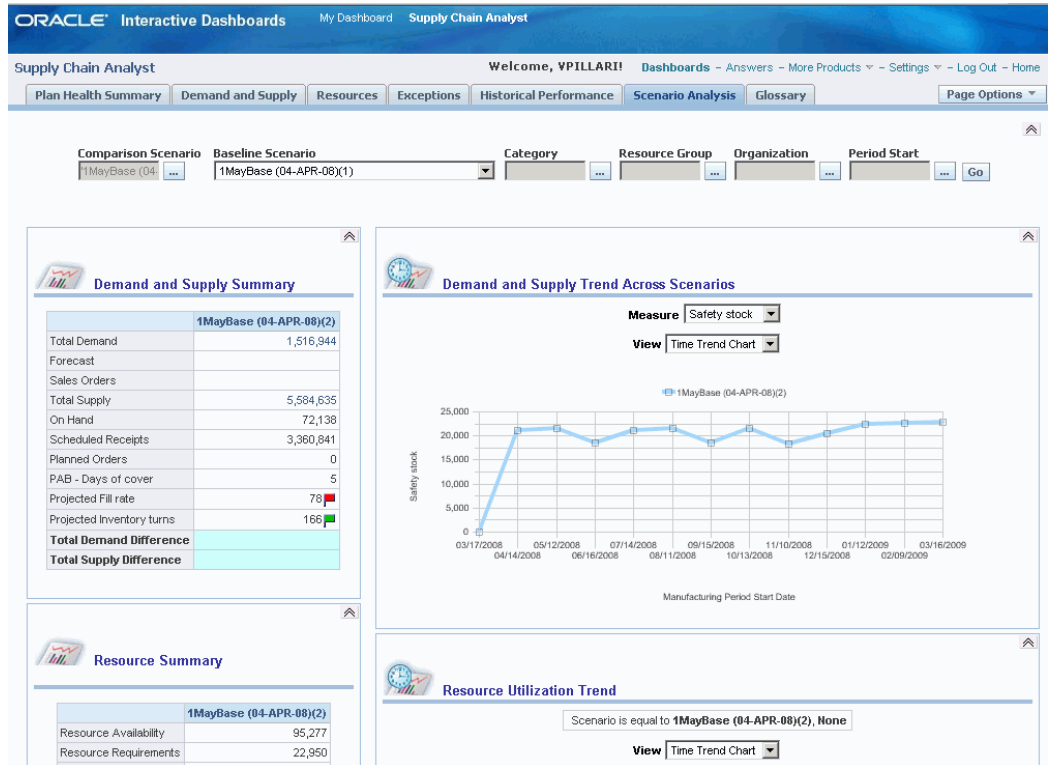 ORACLE Interactive Dashboards My Dashboard Supply Chain Analyst
Supply Chain Analyst Welcome, VPILLARI! Dashboards - Answers - More Products - Settings - Log Out - Home
Plan Health Summary Demand and Supply Resources Exceptions Historical Performance Scenario Analysis Glossary Page Options
Comparison Scenario Baseline Scenario Category Resource Group Organization Period Start
1MayBase (04- ... 1MayBase (04-APR-08)(1) ... ... ... ... Go
Demand and Supply Summary
1MayBase (04-APR-08)(2)
Total Demand 1,516,944
Forecast
Sales Orders
Total Supply 5,584,635
On Hand 72,138
Scheduled Receipts 3,360,841
Planned Orders 0
PAB - Days of cover 5
Projected Fill rate 78
Projected Inventory turns 166
Total Demand Difference
Total Supply Difference
Demand and Supply Trend Across Scenarios
Measure Safety stock
View Time Trend Chart
1MayBase (04-APR-08)(2)
25,000
20,000
15,000
10,000
5,000
0
Safety stock
03/17/2008 05/12/2008 07/14/2008 09/15/2008 11/10/2008 01/12/2009 03/16/2009
04/14/2008 06/16/2008 08/11/2008 10/13/2008 12/15/2008 02/09/2009
Manufacturing Period Start Date
Resource Summary
1MayBase (04-APR-08)(2)
Resource Availability 95,277
Resource Requirements 22,950
Resource Utilization Trend
Scenario is equal to 1MayBase (04-APR-08)(2), None
View Time Trend Chart